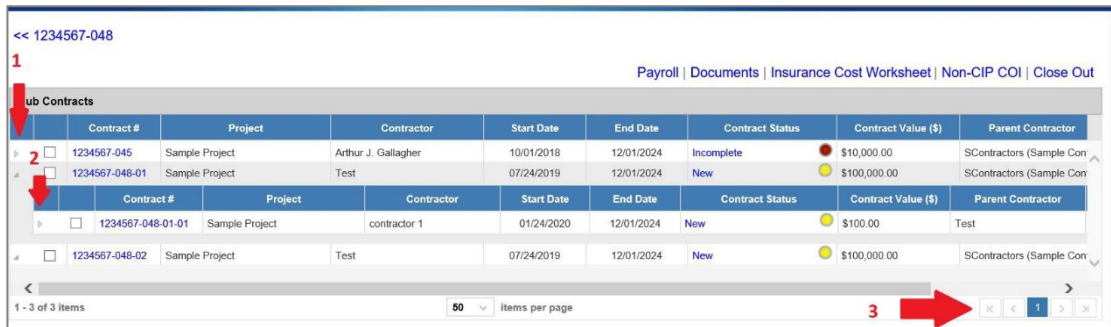 << 1234567-048
1
Payroll | Documents | Insurance Cost Worksheet | Non-CIP COI | Close Out
ub Contracts
Contract # Project Contractor Start Date End Date Contract Status Contract Value ($) Parent Contractor
1234567-045 Sample Project Arthur J. Gallagher 10/01/2018 12/01/2024 Incomplete $10,000.00 SContractors (Sample Con
2
1234567-048-01 Sample Project Test 07/24/2019 12/01/2024 New $100,000.00 SContractors (Sample Con
Contract # Project Contractor Start Date End Date Contract Status Contract Value ($) Parent Contractor
1234567-048-01-01 Sample Project contractor 1 01/24/2020 12/01/2024 New $100.00 Test
1234567-048-02 Sample Project Test 07/24/2019 12/01/2024 New $100,000.00 SContractors (Sample Con
1 - 3 of 3 items 50 items per page 3 1